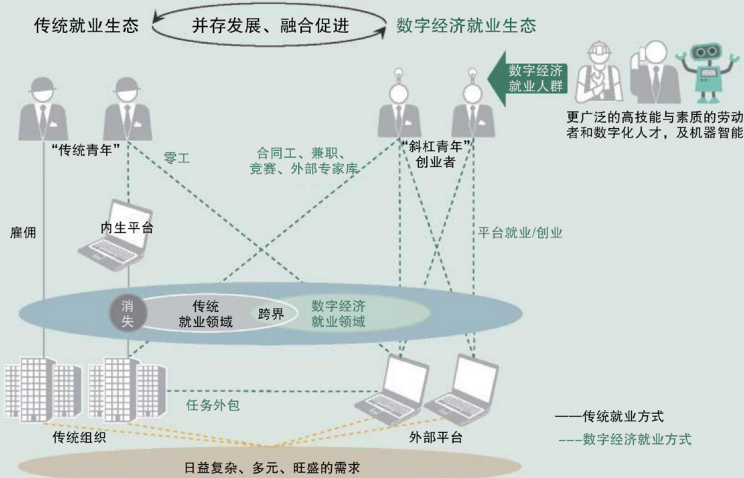 传统就业生态
并存发展、融合促进
数字经济就业生态
数字经济
就业人群
更广泛的高技能与素质的劳动
者和数字化人才，及机器智能
“传统青年”
“斜杠青年”
创业者
零工
合同工、兼职、
竞赛、外部专家库
雇佣
内生平台
平台就业/创业
消
失
传统
就业领域
跨界
数字经济
就业领域
任务外包
传统组织
外部平台
——传统就业方式
---数字经济就业方式
日益复杂、多元、旺盛的需求